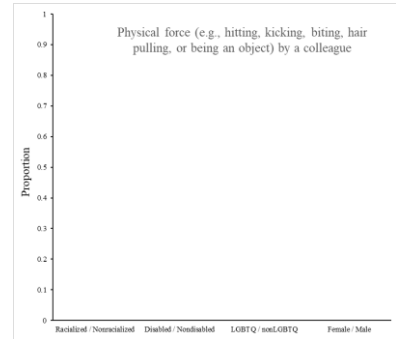 Physical force (e.g., hitting, kicking, biting, hair
pulling, or being an object) by a colleague
Proportion
1
0.9
0.8
0.7
0.6
0.5
0.4
0.3
0.2
0.1
0
Racialized / Nonracialized Disabled / Nondisabled LGBTQ / nonLGBTQ Female / Male